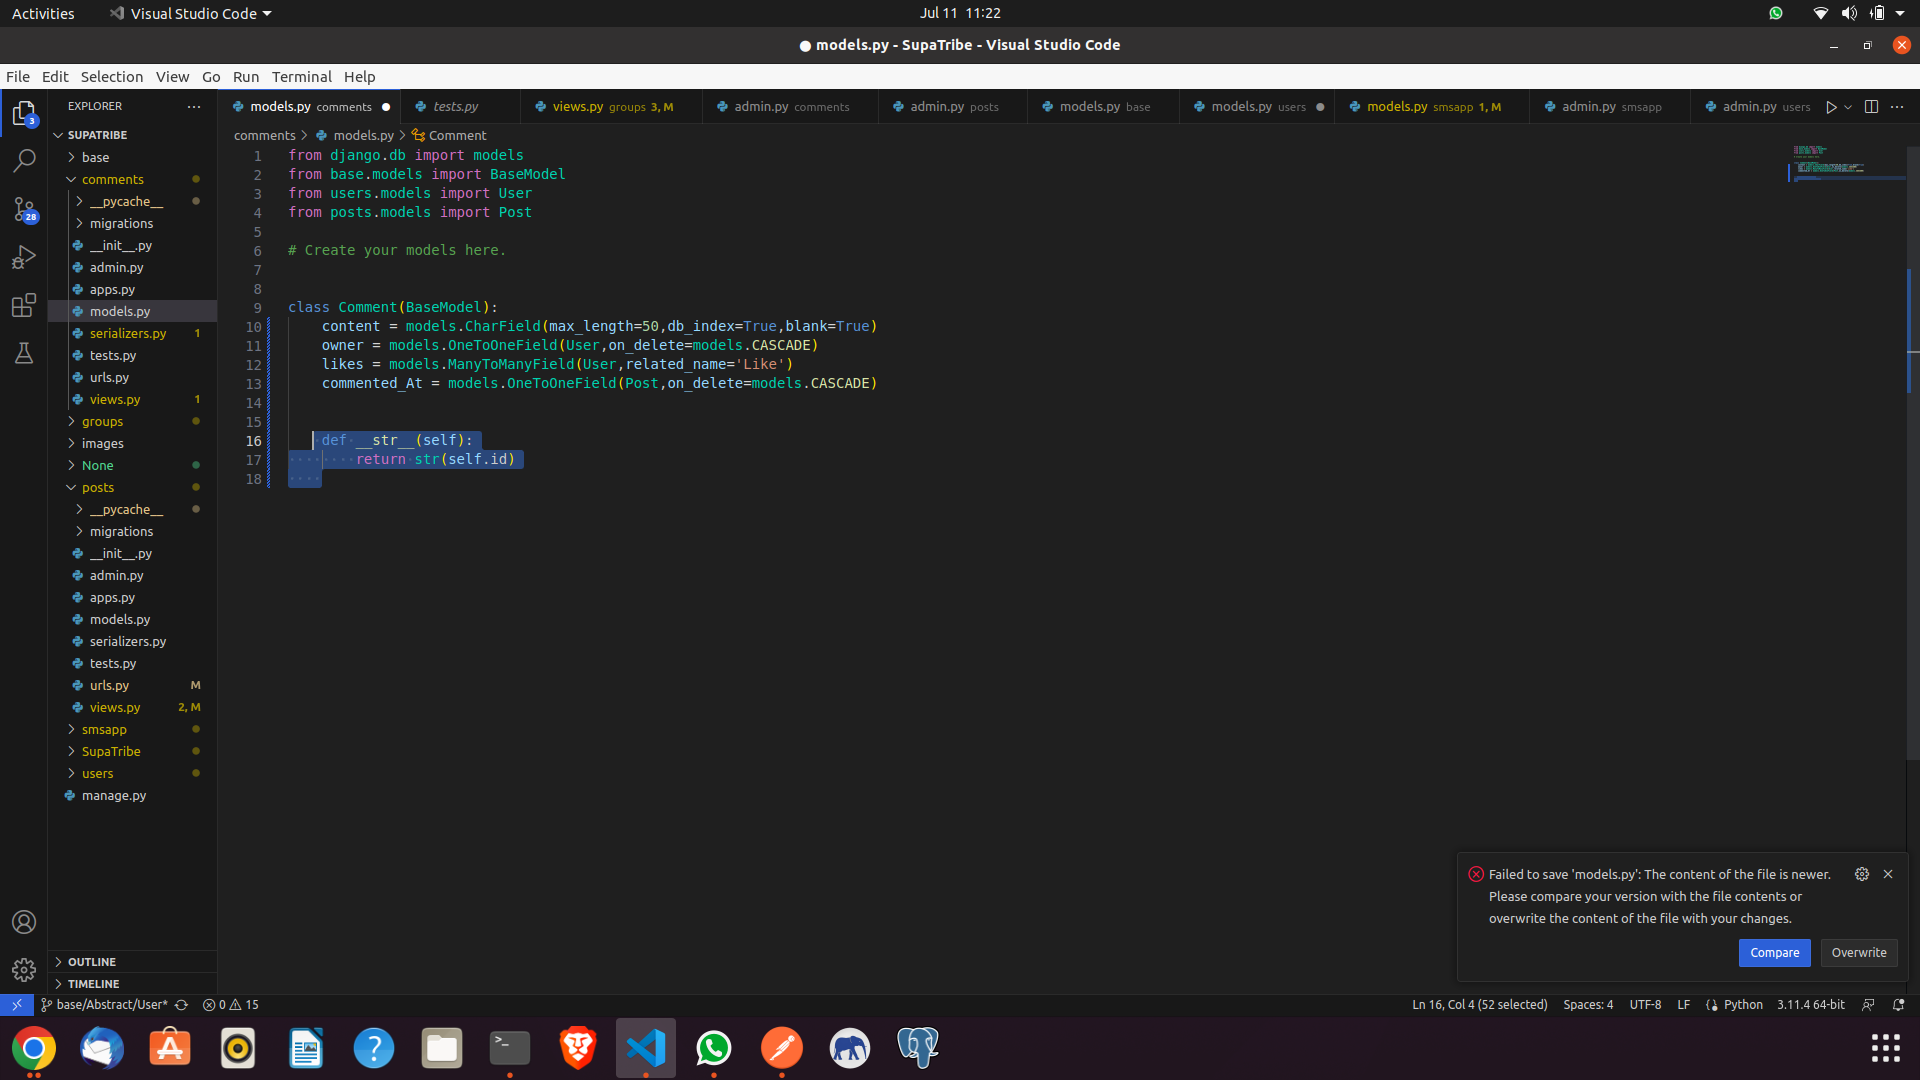 Activities
Visual Studio Code
Jul 11 11:22
models.py - SupaTribe - Visual Studio Code
File Edit Selection View Go Run Terminal Help
EXPLORER
models.py comments
tests.py
views.py groups 3, M
admin.py comments
admin.py posts
models.py base
models.py users
models.py smsapp 1, M
admin.py smsapp
admin.py users
comments > models.py > Comment
3
28
SUPATRIBE
base
comments
__pycache__
migrations
__init__.py
admin.py
apps.py
models.py
serializers.py 1
tests.py
urls.py
views.py 1
groups
images
None
posts
__pycache__
migrations
__init__.py
admin.py
apps.py
models.py
serializers.py
tests.py
urls.py M
views.py 2, M
smsapp
SupaTribe
users
manage.py
OUTLINE
TIMELINE
1 from django.db import models
2 from base.models import BaseModel
3 from users.models import User
4 from posts.models import Post
5
6 # Create your models here.
7
8
9 class Comment(BaseModel):
10 content = models.CharField(max_length=50,db_index=True,blank=True)
11 owner = models.OneToOneField(User,on_delete=models.CASCADE)
12 likes = models.ManyToManyField(User,related_name='Like')
13 commented_At = models.OneToOneField(Post,on_delete=models.CASCADE)
14
15
16 def __str__(self):
17 return str(self.id)
18
Failed to save 'models.py': The content of the file is newer.
Please compare your version with the file contents or
overwrite the content of the file with your changes.
Compare
Overwrite
base/Abstract/User*
0
15
Ln 16, Col 4 (52 selected)
Spaces: 4
UTF-8
LF
Python
3.11.4 64-bit